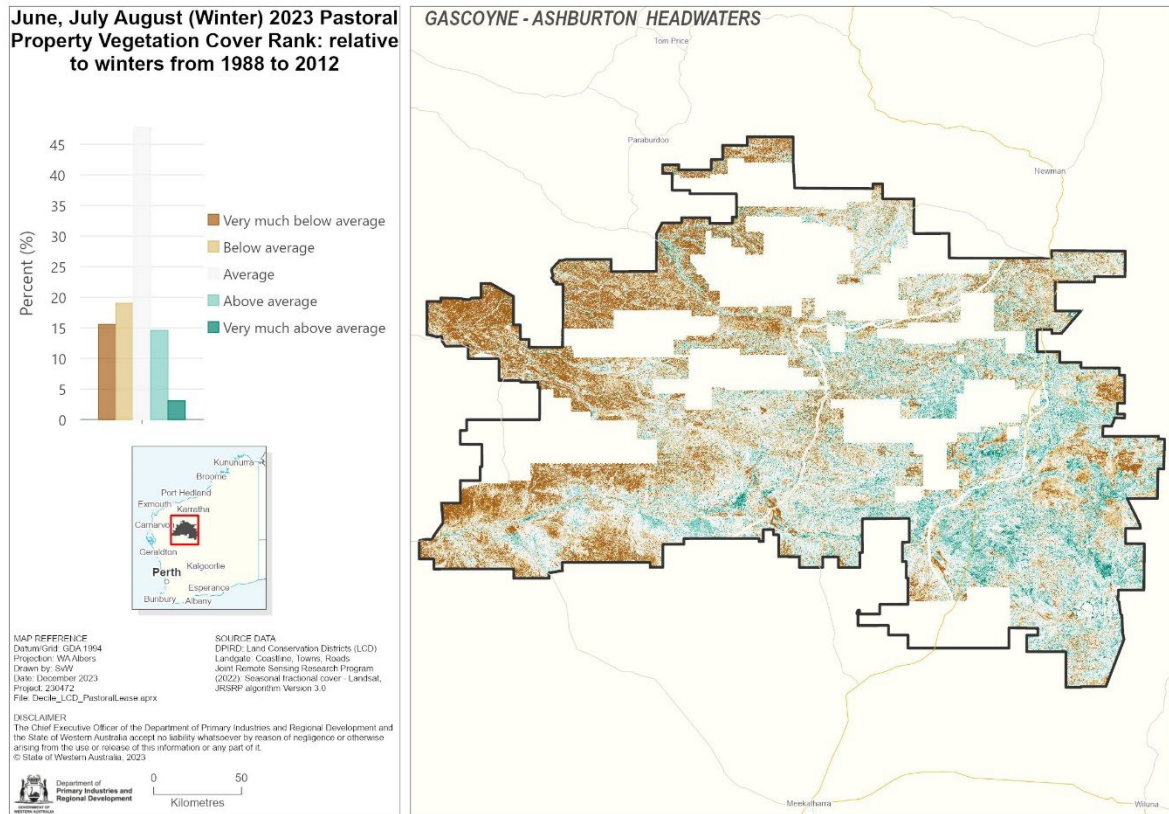 June, July August (Winter) 2023 Pastoral
Property Vegetation Cover Rank: relative
to winters from 1988 to 2012
45
40
35
30
25
20
15
10
5
0
Percent (%)
Very much below average
Below average
Average
Above average
Very much above average
Kununurra
Broome
Port Hedland
Exmouth
Karratha
Carnarvon
Geraldton
Kalgoorlie
Perth
Esperance
Bunbury
Albany
MAP REFERENCE
Datum/Grid: GDA 1994
Projection: WA Albers
Drawn by: SvW
Date: December 2023
Project: 230472
File: Decile_LCD_PastoralLease.aprx
SOURCE DATA
DPIRD: Land Conservation Districts (LCD)
Landgate: Coastline, Towns, Roads
Joint Remote Sensing Research Program
(2022): Seasonal fractional cover - Landsat,
JRSRP algorithm Version 3.0
DISCLAIMER
The Chief Executive Officer of the Department of Primary Industries and Regional Development and
the State of Western Australia accept no liability whatsoever by reason of negligence or otherwise
arising from the use or release of this information or any part of it.
© State of Western Australia, 2023
GOVERNMENT OF
WESTERN AUSTRALIA
Department of
Primary Industries and
Regional Development
0 50
Kilometres
GASCOYNE - ASHBURTON HEADWATERS
Tom Price
Paraburdoo
Newman
Meekatharra
Wiluna